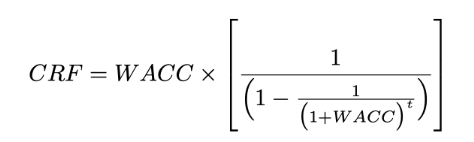 CRF = WACC × [ 1 / (1 − 1 / (1+WACC)^t) ]